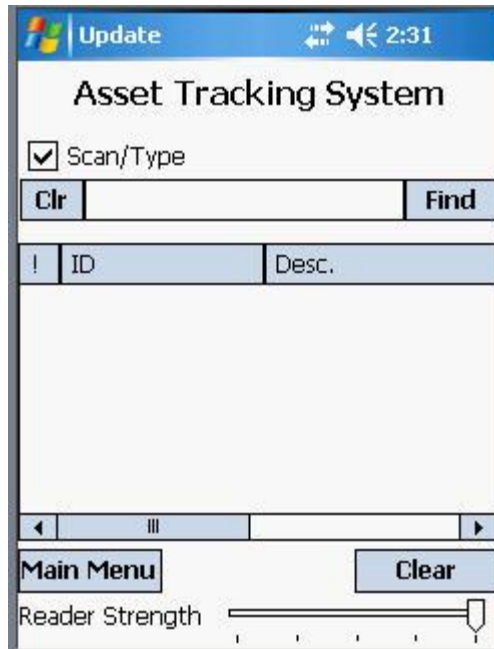 Update 2:31
Asset Tracking System
Scan/Type
Clr Find
! ID Desc.
Main Menu Clear
Reader Strength